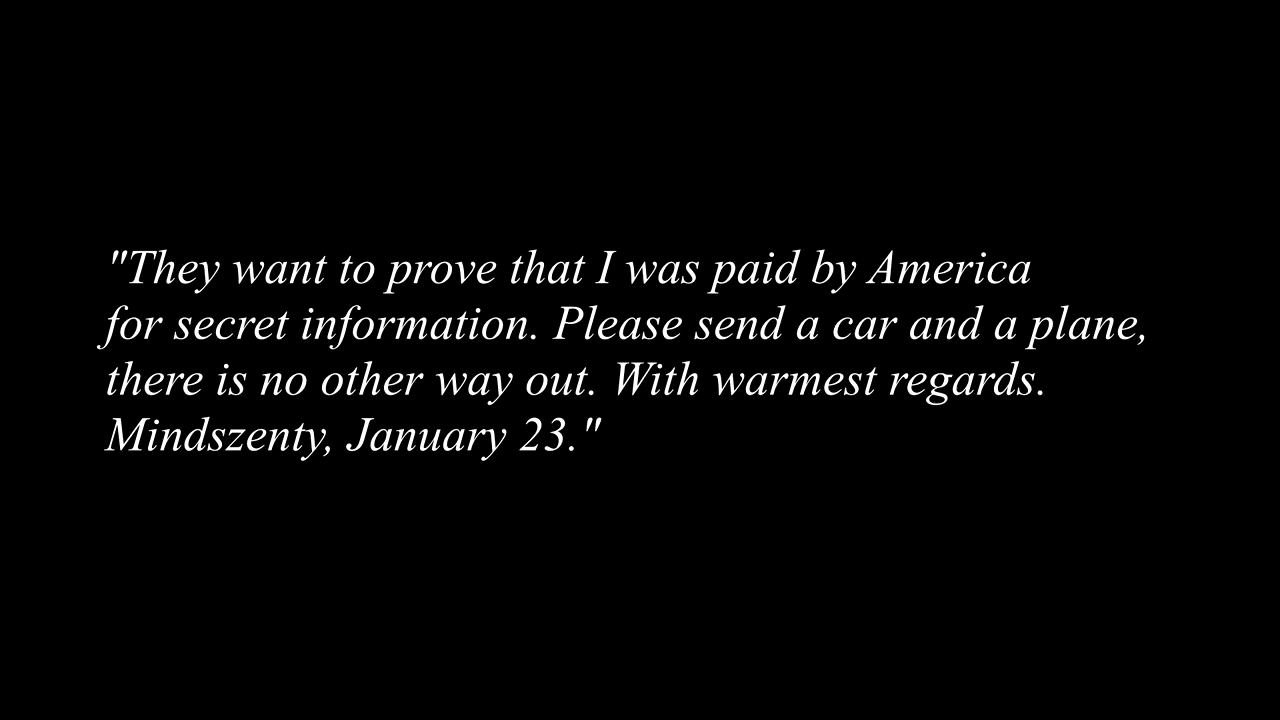 "They want to prove that I was paid by America
for secret information. Please send a car and a plane,
there is no other way out. With warmest regards.
Mindszenty, January 23."